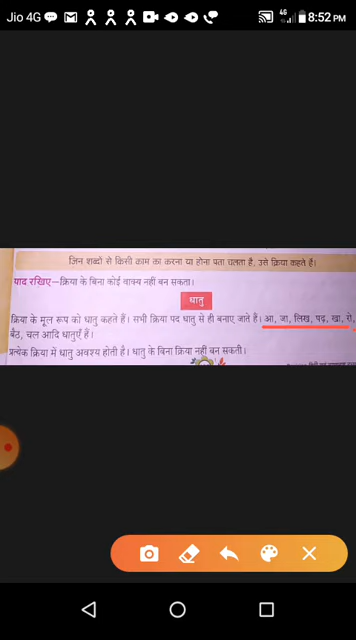 Jio 4G 4G 8:52 PM
जिन शब्दों से किसी काम का करना या होना पता चलता है, उसे क्रिया कहते हैं।
याद रखिए–क्रिया के बिना कोई वाक्य नहीं बन सकता।
धातु
क्रिया के मूल रूप को धातु कहते हैं। सभी क्रिया पद धातु से ही बनाए जाते हैं। आ, जा, लिख, पढ़, खा, रो,
बैठ, चल आदि धातुएँ हैं।
प्रत्येक क्रिया में धातु अवश्य होती है। धातु के बिना क्रिया नहीं बन सकती।